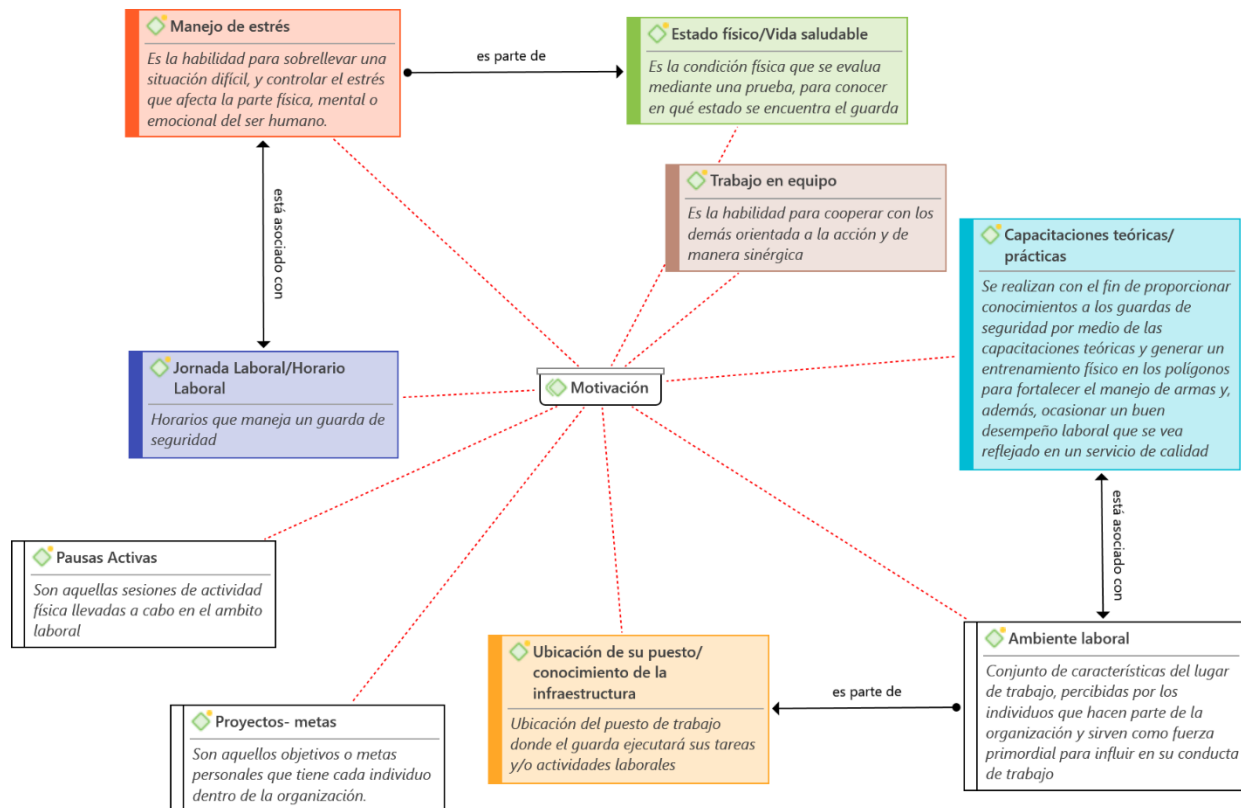 Manejo de estrés
Es la habilidad para sobrellevar una
situación difícil, y controlar el estrés
que afecta la parte física, mental o
emocional del ser humano.
es parte de
Estado físico/Vida saludable
Es la condición física que se evalua
mediante una prueba, para conocer
en qué estado se encuentra el guarda
está asociado con
Trabajo en equipo
Es la habilidad para cooperar con los
demás orientada a la acción y de
manera sinérgica
Capacitaciones teóricas/
prácticas
Se realizan con el fin de proporcionar
conocimientos a los guardas de
seguridad por medio de las
capacitaciones teóricas y generar un
entrenamiento físico en los polígonos
para fortalecer el manejo de armas y,
además, ocasionar un buen
desempeño laboral que se vea
reflejado en un servicio de calidad
Jornada Laboral/Horario
Laboral
Horarios que maneja un guarda de
seguridad
Motivación
está asociado con
Pausas Activas
Son aquellas sesiones de actividad
física llevadas a cabo en el ambito
laboral
Ubicación de su puesto/
conocimiento de la
infraestructura
Ubicación del puesto de trabajo
donde el guarda ejecutará sus tareas
y/o actividades laborales
es parte de
Ambiente laboral
Conjunto de características del lugar
de trabajo, percibidas por los
individuos que hacen parte de la
organización y sirven como fuerza
primordial para influir en su conducta
de trabajo
Proyectos- metas
Son aquellos objetivos o metas
personales que tiene cada individuo
dentro de la organización.